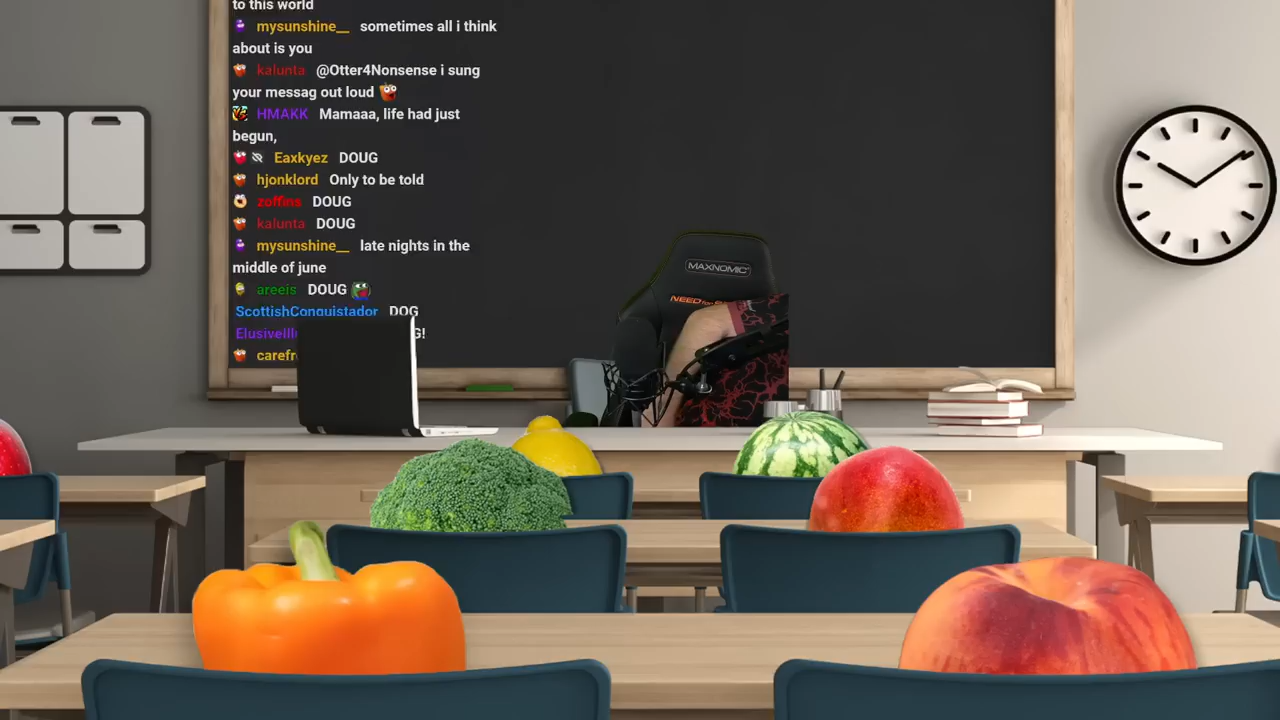 to this world
mysunshine__ sometimes all i think
about is you
kalunta @Otter4Nonsense i sung
your messag out loud
HMAKK Mamaaa, life had just
begun,
Eaxkyez DOUG
hjonklord Only to be told
zoffins DOUG
kalunta DOUG
mysunshine__ late nights in the
middle of june
areeis DOUG
ScottishConquistador DOG
G!
MAXNOMIC
NEED